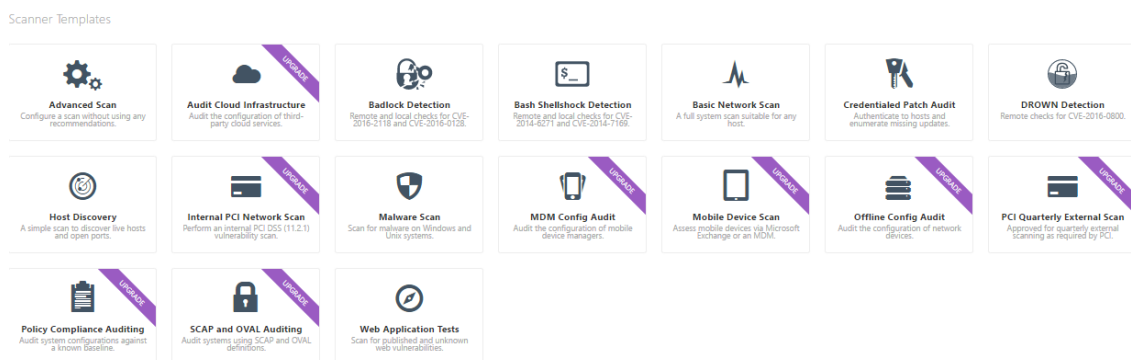 Scanner Templates
UPGRADE
Advanced Scan
Configure a scan without using any
recommendations.
Audit Cloud Infrastructure
Audit the configuration of third-
party cloud services.
Badlock Detection
Remote and local checks for CVE-
2016-2118 and CVE-2016-0128.
$_
Bash Shellshock Detection
Remote and local checks for CVE-
2014-6271 and CVE-2014-7169.
Basic Network Scan
A full system scan suitable for any
host.
Credentialed Patch Audit
Authenticate to hosts and
enumerate missing updates.
DROWN Detection
Remote checks for CVE-2016-0800.
Host Discovery
A simple scan to discover live hosts
and open ports.
UPGRADE
Internal PCI Network Scan
Perform an internal PCI DSS (11.2.1)
vulnerability scan.
Malware Scan
Scan for malware on Windows and
Unix systems.
UPGRADE
MDM Config Audit
Audit the configuration of mobile
device managers.
UPGRADE
Mobile Device Scan
Assess mobile devices via Microsoft
Exchange or an MDM.
UPGRADE
Offline Config Audit
Audit the configuration of network
devices.
UPGRADE
PCI Quarterly External Scan
Approved for quarterly external
scanning as required by PCI.
UPGRADE
Policy Compliance Auditing
Audit system configurations against
a known baseline.
UPGRADE
SCAP and OVAL Auditing
Audit systems using SCAP and OVAL
definitions.
Web Application Tests
Scan for published and unknown
web vulnerabilities.